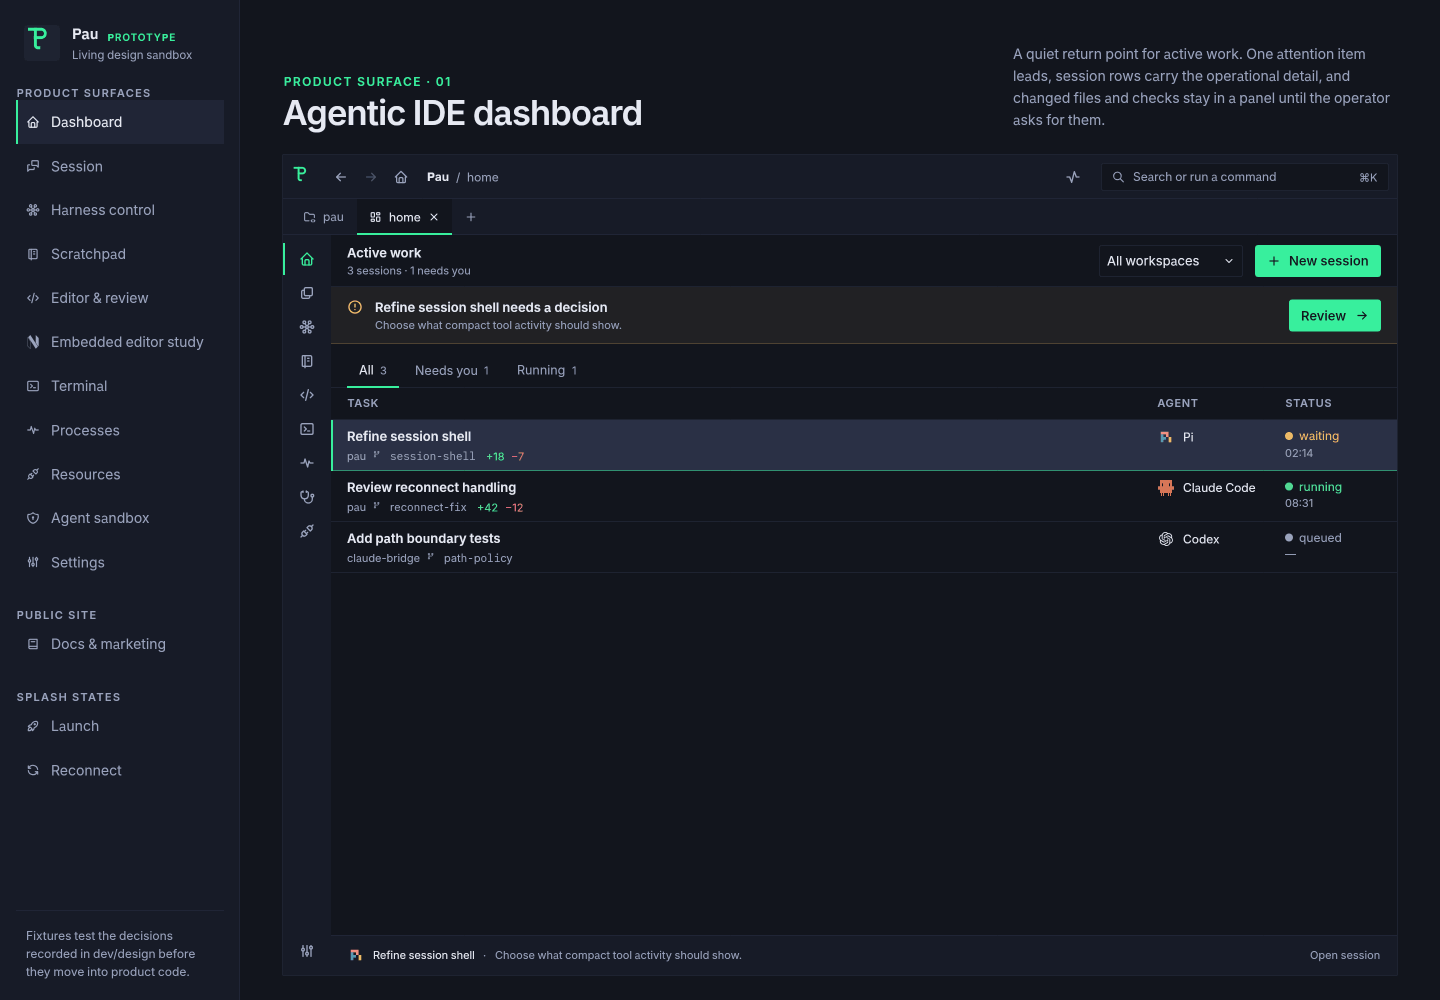 Pau PROTOTYPE
Living design sandbox
PRODUCT SURFACES
Dashboard
Session
Harness control
Scratchpad
Editor & review
Embedded editor study
Terminal
Processes
Resources
Agent sandbox
Settings
PUBLIC SITE
Docs & marketing
SPLASH STATES
Launch
Reconnect
Fixtures test the decisions
recorded in dev/design before
they move into product code.
PRODUCT SURFACE · 01
Agentic IDE dashboard
A quiet return point for active work. One attention item
leads, session rows carry the operational detail, and
changed files and checks stay in a panel until the operator
asks for them.
Pau / home
Search or run a command ⌘K
pau
home
Active work
3 sessions · 1 needs you
All workspaces
New session
Refine session shell needs a decision
Choose what compact tool activity should show.
Review
All 3
Needs you 1
Running 1
TASK AGENT STATUS
Refine session shell Pi waiting
pau session-shell +18 −7 02:14
Review reconnect handling Claude Code running
pau reconnect-fix +42 −12 08:31
Add path boundary tests Codex queued
claude-bridge path-policy —
Refine session shell · Choose what compact tool activity should show. Open session